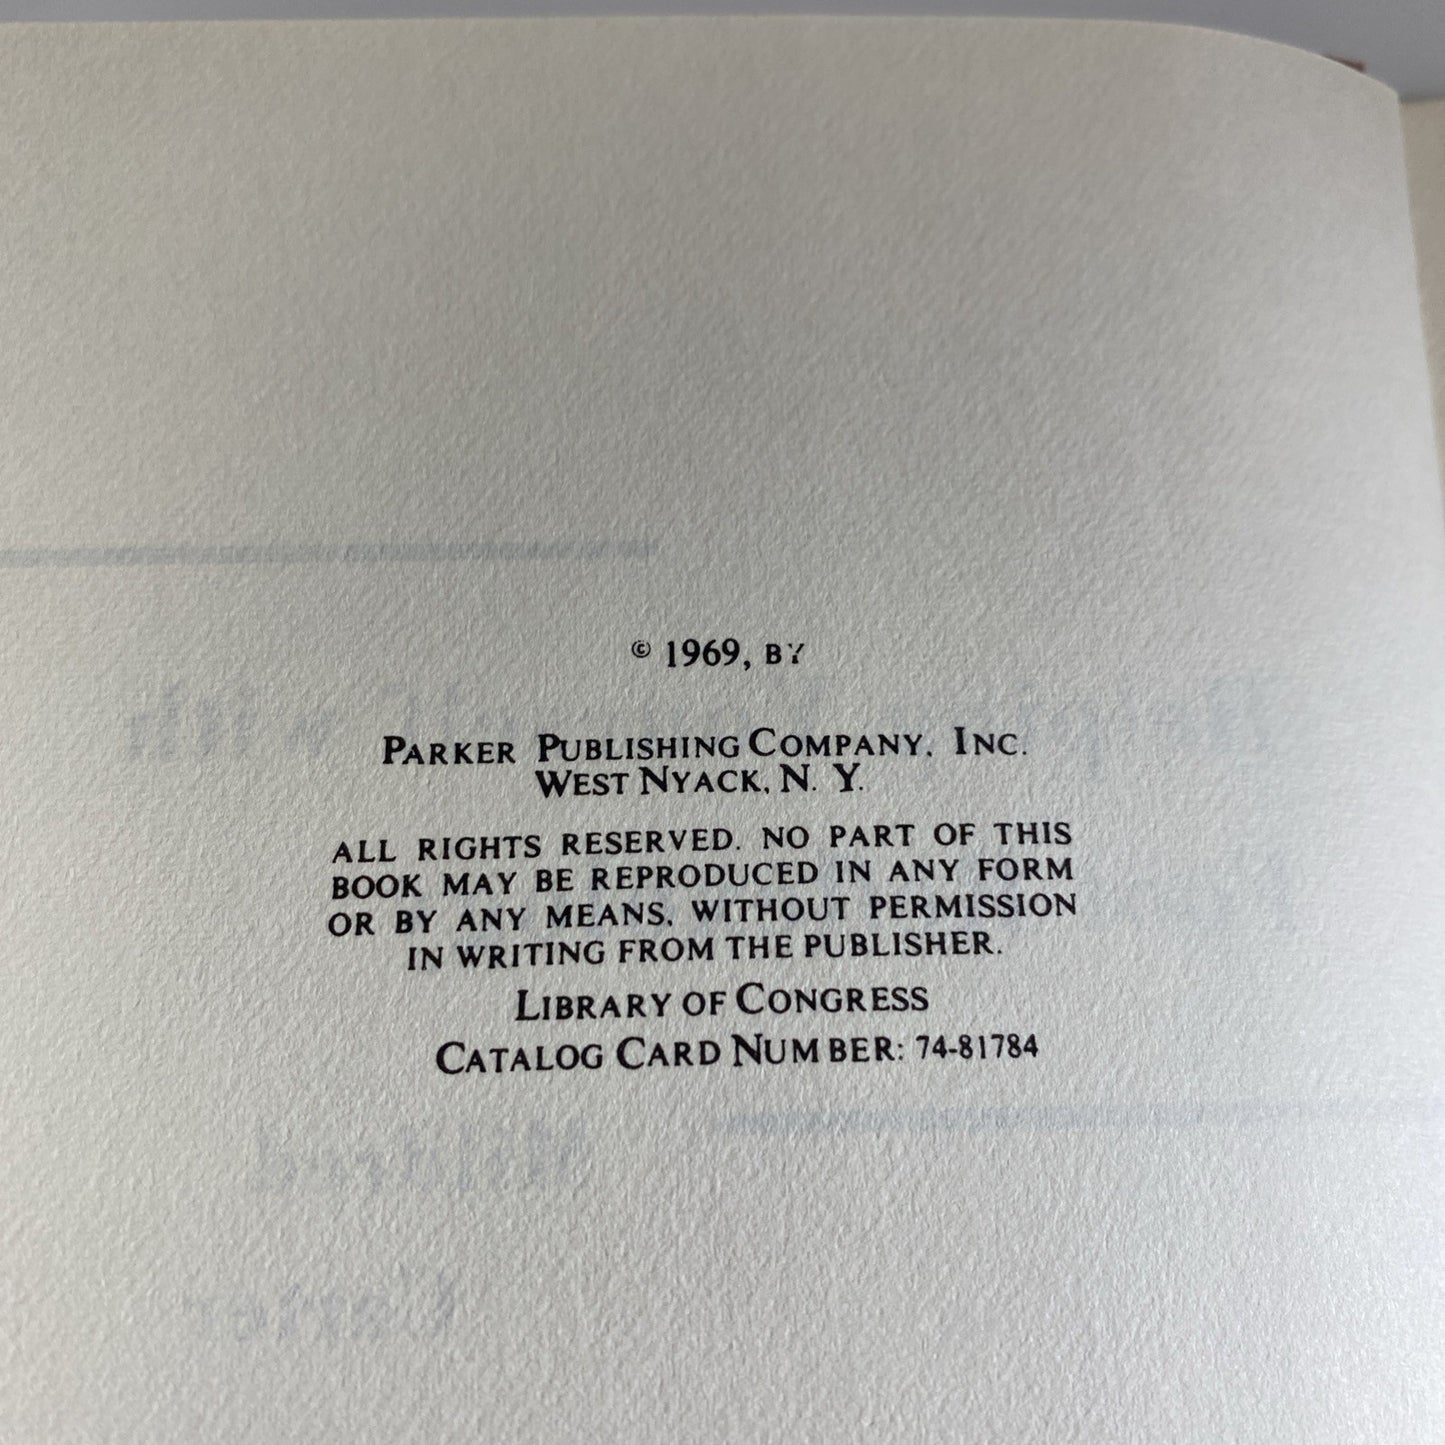 © 1969, BY
PARKER PUBLISHING COMPANY, INC.
WEST NYACK, N. Y.
ALL RIGHTS RESERVED. NO PART OF THIS
BOOK MAY BE REPRODUCED IN ANY FORM
OR BY ANY MEANS, WITHOUT PERMISSION
IN WRITING FROM THE PUBLISHER.
LIBRARY OF CONGRESS
CATALOG CARD NUMBER: 74-81784